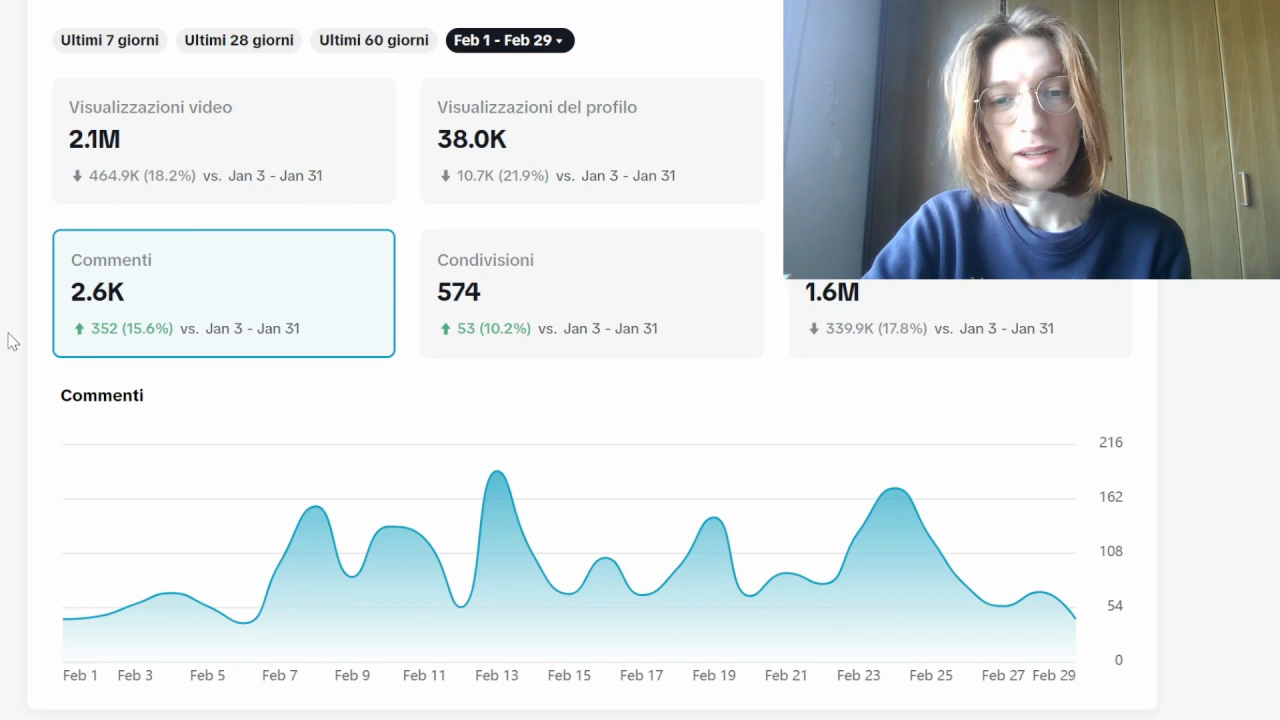 Ultimi 7 giorni Ultimi 28 giorni Ultimi 60 giorni Feb 1 - Feb 29
Visualizzazioni video
2.1M
464.9K (18.2%) vs. Jan 3 - Jan 31
Visualizzazioni del profilo
38.0K
10.7K (21.9%) vs. Jan 3 - Jan 31
Commenti
2.6K
352 (15.6%) vs. Jan 3 - Jan 31
Condivisioni
574
53 (10.2%) vs. Jan 3 - Jan 31
1.6M
339.9K (17.8%) vs. Jan 3 - Jan 31
Commenti
216
162
108
54
0
Feb 1 Feb 3 Feb 5 Feb 7 Feb 9 Feb 11 Feb 13 Feb 15 Feb 17 Feb 19 Feb 21 Feb 23 Feb 25 Feb 27 Feb 29